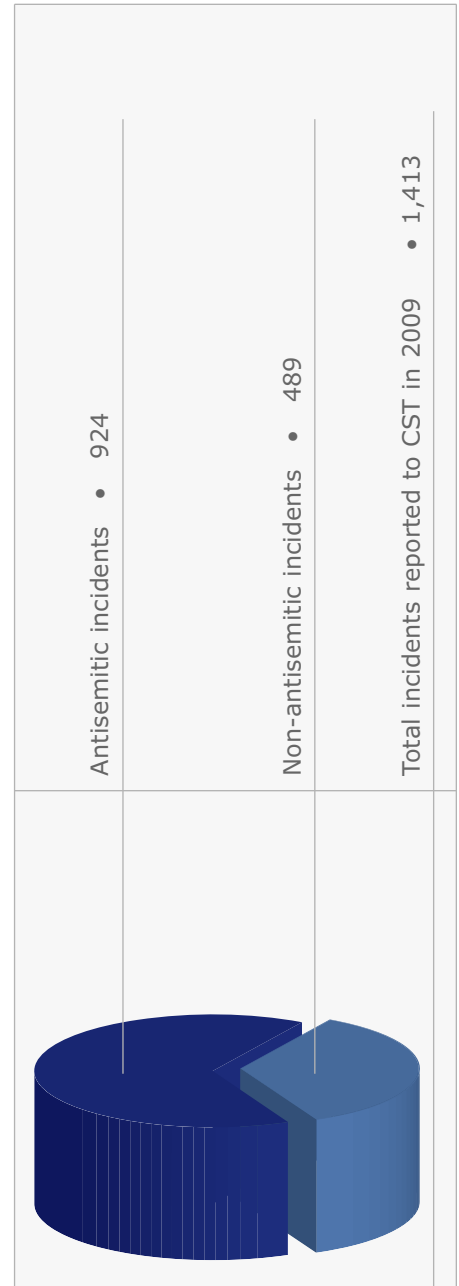 Antisemitic incidents • 924
Non-antisemitic incidents • 489
Total incidents reported to CST in 2009 • 1,413